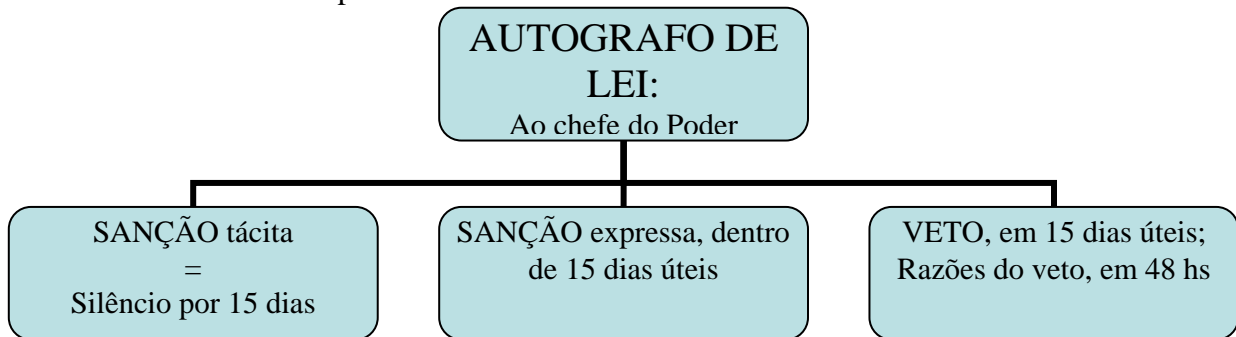 AUTOGRAFO DE
LEI:
Ao chefe do Poder
SANÇÃO tácita
=
Silêncio por 15 dias
SANÇÃO expressa, dentro
de 15 dias úteis
VETO, em 15 dias úteis;
Razões do veto, em 48 hs